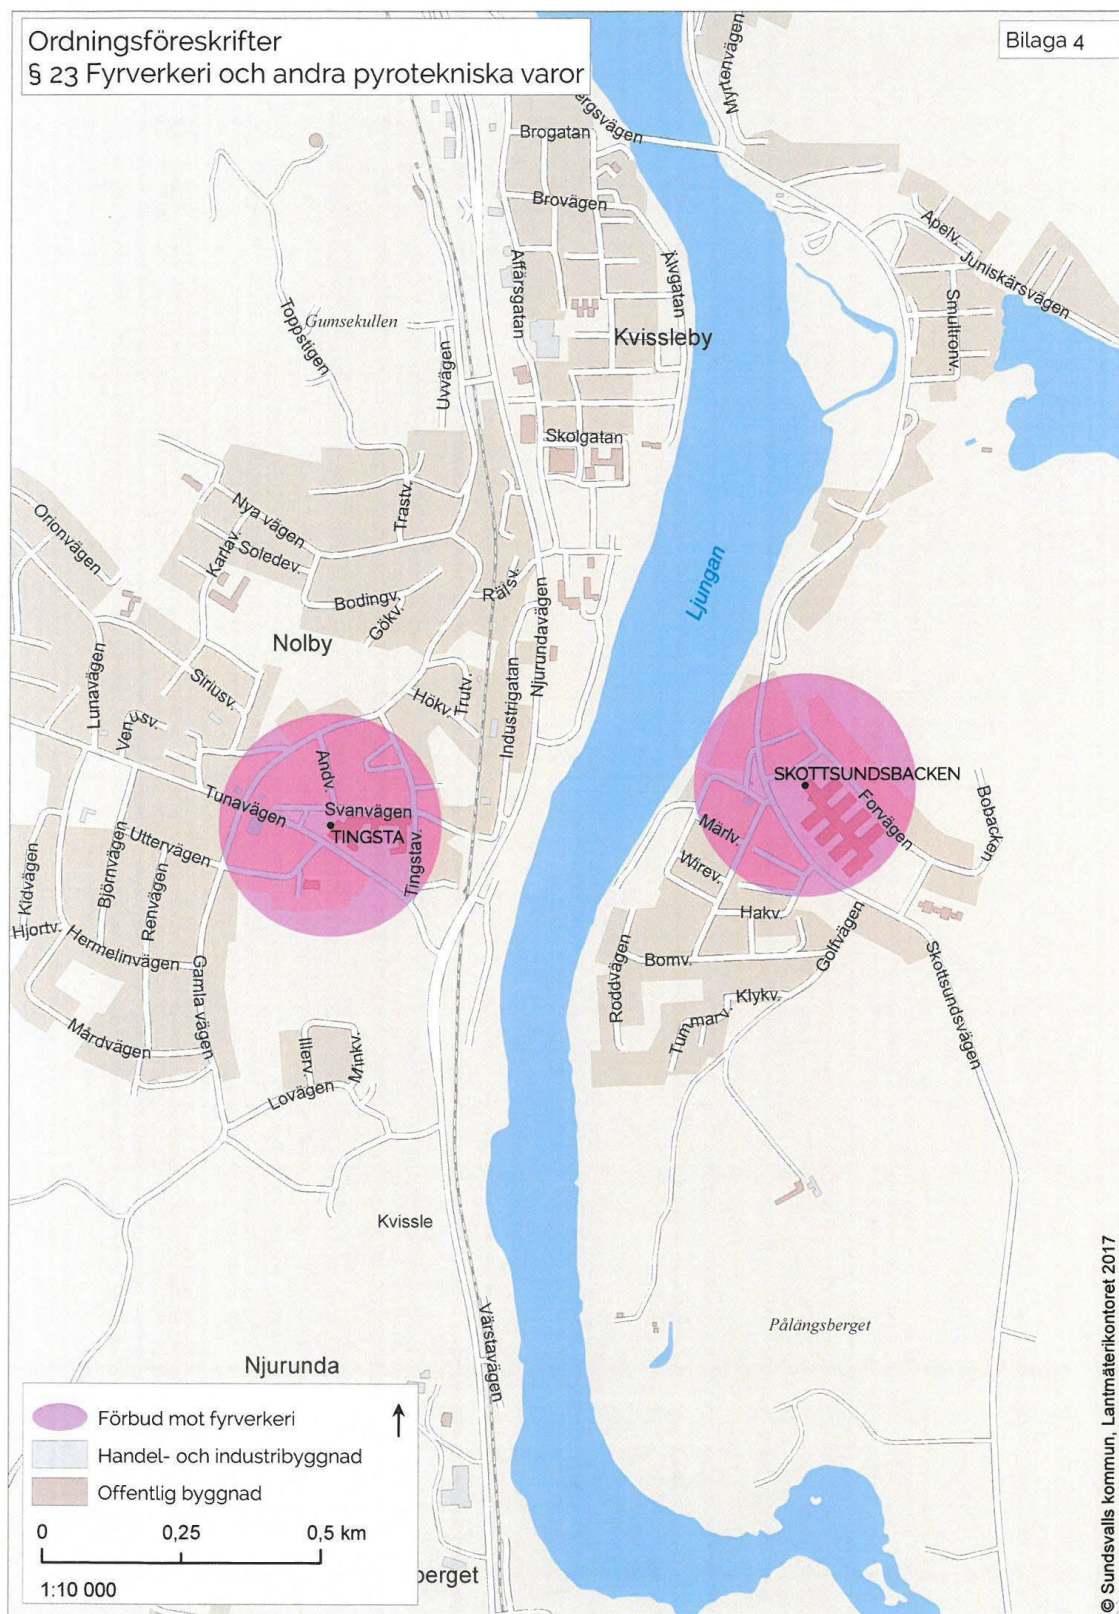 Ordningsföreskrifter
§ 23 Fyrverkeri och andra pyrotekniska varor
Bilaga 4
Myrtenvägen
ergsvägen
Brogatan
Brovägen
Apelv.
Juniskärsvägen
Affärsgatan
Älvgatan
Smultronv.
Toppstigen
Gumsekullen
Kvissleby
Uvvägen
Skolgatan
Trastv.
Nya vägen
Orionvägen
Karlav.
Soledev.
Ljungan
Rälsv.
Bodingv.
Gökv.
Njurundavägen
Nolby
Lunavägen
Siriusv.
Hökv.
Trutv.
Industrigatan
Venusv.
Andv.
SKOTTSUNDSBACKEN
Tunavägen
Svanvägen
Forvägen
Bobacken
TINGSTA
Märlv.
Uttervägen
Tingstav.
Wirev.
Kidvägen
Björnvägen
Renvägen
Hakv.
Hjortv.
Hermelinvägen
Golfvägen
Bomv.
Roddvägen
Skottsundsvägen
Gamla vägen
Klykv.
Tummarv.
Mårdvägen
Illerv.
Minkv.
Lovägen
Kvissle
Värstavägen
Pålängsberget
Njurunda
Förbud mot fyrverkeri
Handel- och industribyggnad
Offentlig byggnad
0 0,25 0,5 km
1:10 000
berget
© Sundsvalls kommun, Lantmäterikontoret 2017